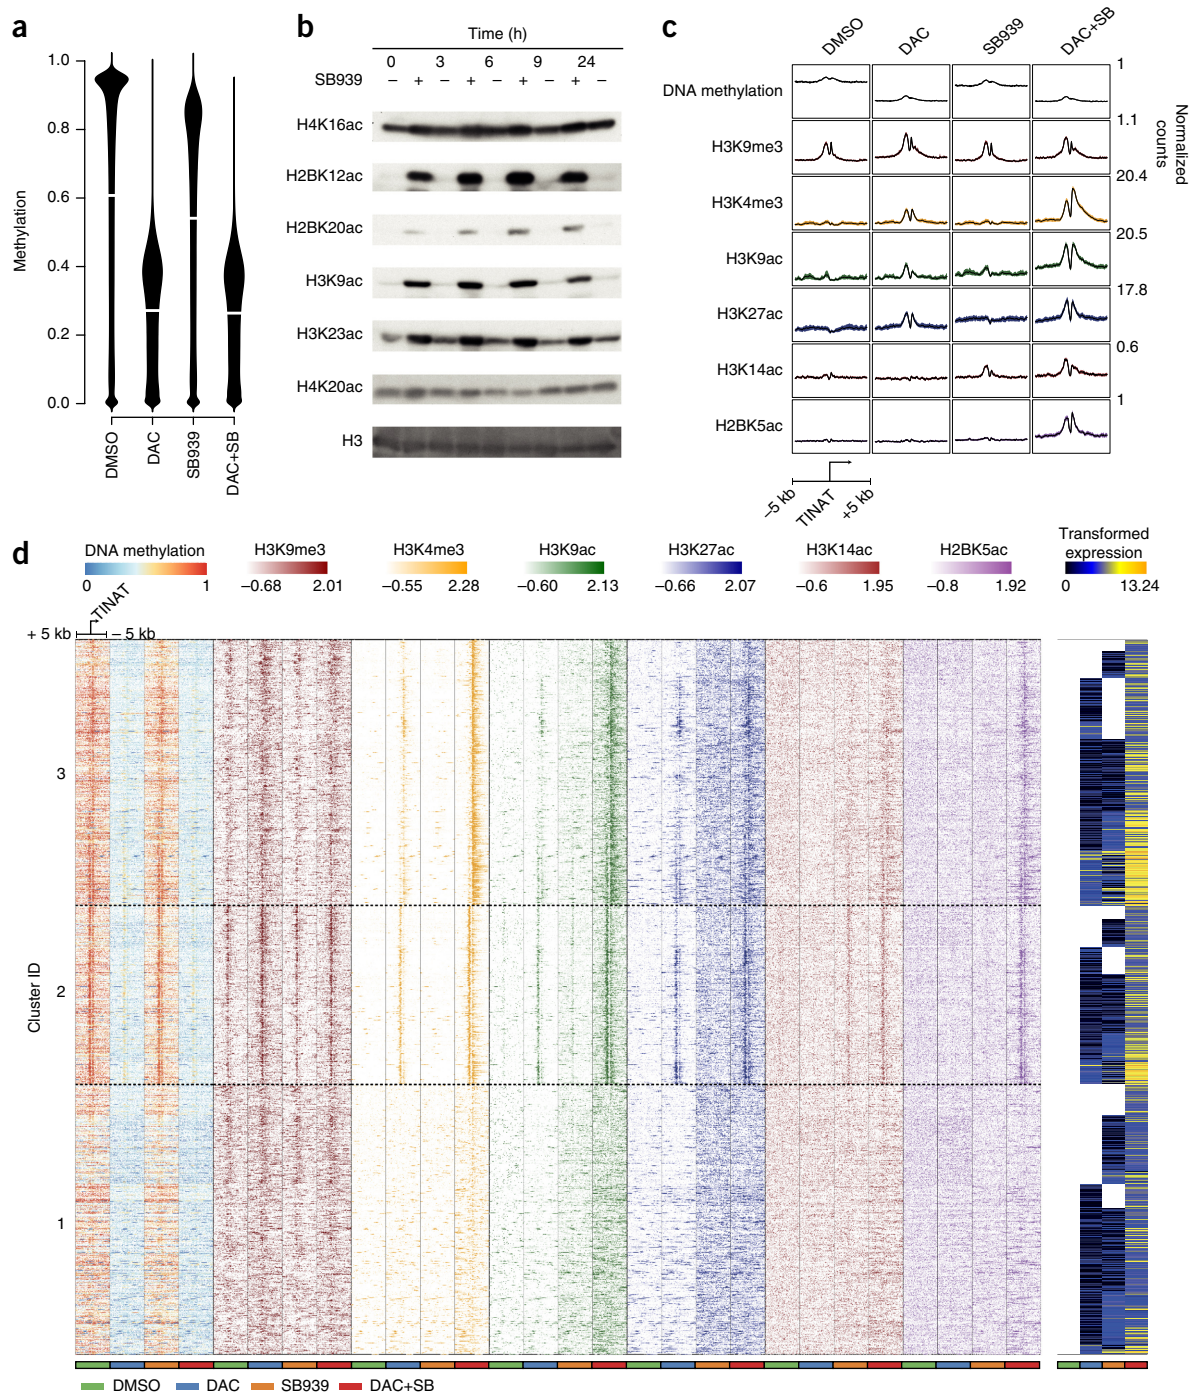 a
1.0
0.8
0.6
0.4
0.2
0.0
Methylation
DMSO
DAC
SB939
DAC+SB
b
Time (h)
0 3 6 9 24
SB939 – + – + – + – + –
H4K16ac
H2BK12ac
H2BK20ac
H3K9ac
H3K23ac
H4K20ac
H3
c
DMSO DAC SB939 DAC+SB
DNA methylation 1
H3K9me3 1.1
H3K4me3 20.4
H3K9ac 20.5
H3K27ac 17.8
H3K14ac 0.6
H2BK5ac 1
Normalized
counts
–5 kb TINAT +5 kb
d
DNA methylation H3K9me3 H3K4me3 H3K9ac H3K27ac H3K14ac H2BK5ac Transformed
expression
0 1 –0.68 2.01 –0.55 2.28 –0.60 2.13 –0.66 2.07 –0.6 1.95 –0.8 1.92 0 13.24
TINAT
+ 5 kb – 5 kb
3
2
1
Cluster ID
DMSO DAC SB939 DAC+SB